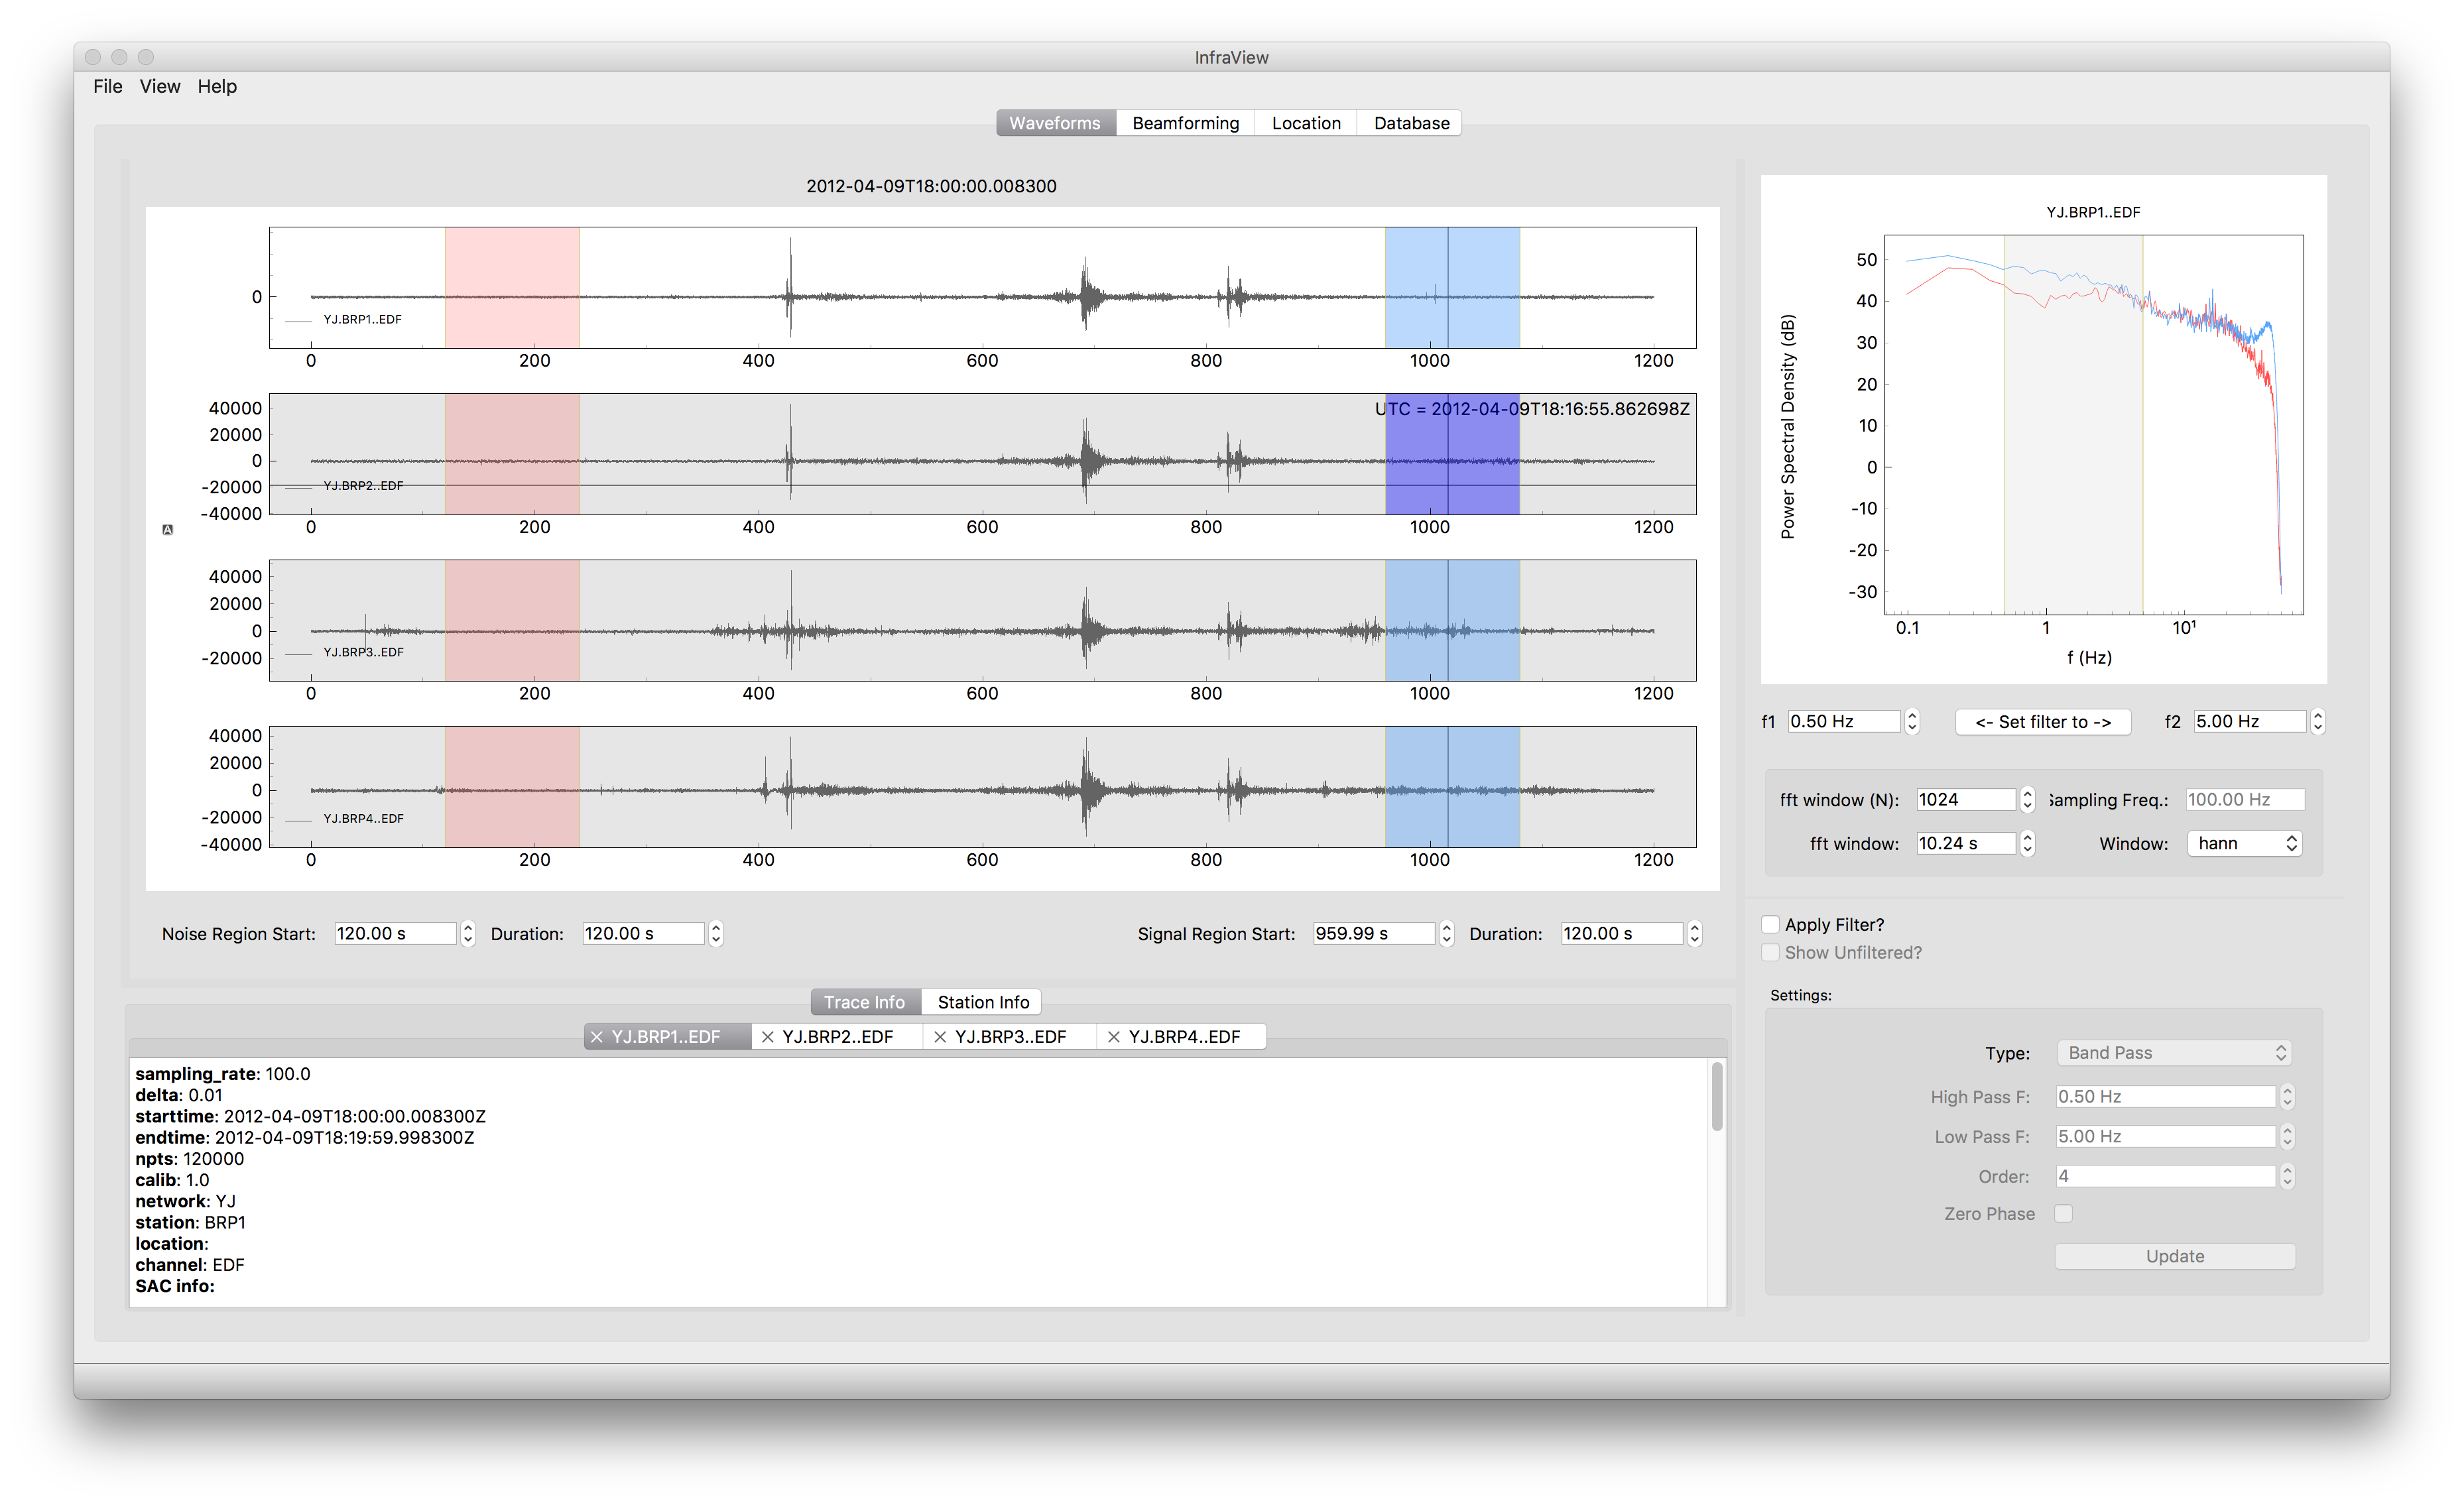 InfraView
File View Help
Waveforms Beamforming Location Database
2012-04-09T18:00:00.008300
0
YJ.BRP1..EDF
0 200 400 600 800 1000 1200
40000
20000
0
-20000
-40000
UTC = 2012-04-09T18:16:55.862698Z
YJ.BRP2..EDF
0 200 400 600 800 1000 1200
A
40000
20000
0
-20000
YJ.BRP3..EDF
0 200 400 600 800 1000 1200
40000
20000
0
-20000
-40000
YJ.BRP4..EDF
0 200 400 600 800 1000 1200
Noise Region Start: 120.00 s Duration: 120.00 s Signal Region Start: 959.99 s Duration: 120.00 s
Trace Info Station Info
YJ.BRP1..EDF YJ.BRP2..EDF YJ.BRP3..EDF YJ.BRP4..EDF
sampling_rate: 100.0
delta: 0.01
starttime: 2012-04-09T18:00:00.008300Z
endtime: 2012-04-09T18:19:59.998300Z
npts: 120000
calib: 1.0
network: YJ
station: BRP1
location:
channel: EDF
SAC info:
YJ.BRP1..EDF
Power Spectral Density (dB)
50
40
30
20
10
0
-10
-20
-30
0.1 1 10¹
f (Hz)
f1 0.50 Hz <- Set filter to -> f2 5.00 Hz
fft window (N): 1024 Sampling Freq.: 100.00 Hz
fft window: 10.24 s Window: hann
Apply Filter?
Show Unfiltered?
Settings:
Type: Band Pass
High Pass F: 0.50 Hz
Low Pass F: 5.00 Hz
Order: 4
Zero Phase
Update